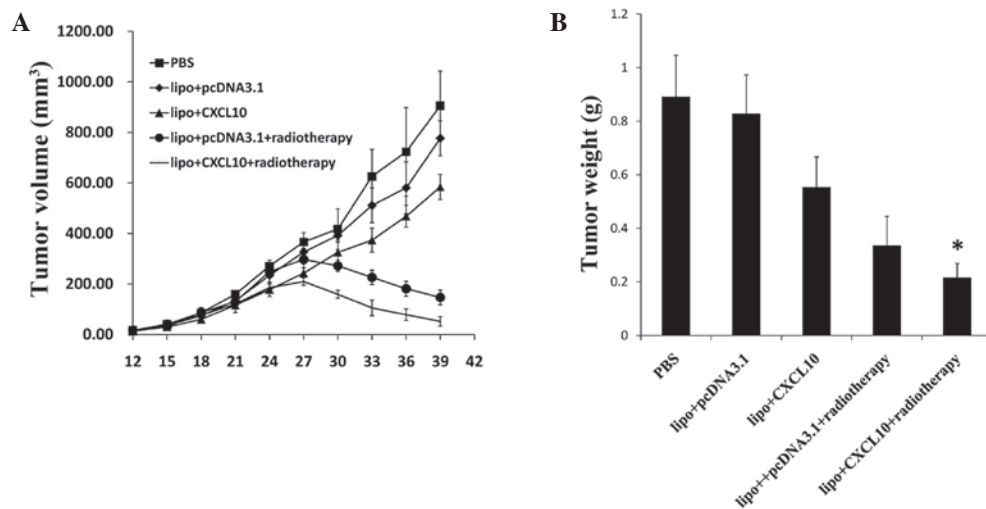 A
Tumor volume (mm³)
1200.00
1000.00
800.00
600.00
400.00
200.00
0.00
PBS
lipo+pcDNA3.1
lipo+CXCL10
lipo+pcDNA3.1+radiotherapy
lipo+CXCL10+radiotherapy
12 15 18 21 24 27 30 33 36 39 42
B
Tumor weight (g)
1.2
1
0.8
0.6
0.4
0.2
0
*
PBS
lipo+pcDNA3.1
lipo+CXCL10
lipo++pcDNA3.1+radiotherapy
lipo+CXCL10+radiotherapy